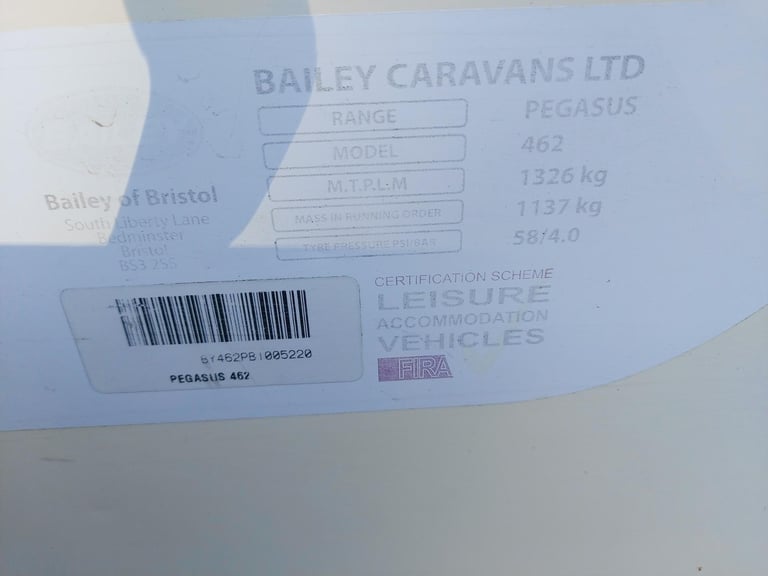 BAILEY CARAVANS LTD
RANGE PEGASUS
MODEL 462
M.T.P.L.M 1326 kg
MASS IN RUNNING ORDER 1137 kg
TYRE PRESSURE PSI/BAR 58/4.0
Bailey of Bristol
South Liberty Lane
Bedminster
Bristol
BS3 2SS
CERTIFICATION SCHEME
LEISURE
ACCOMMODATION
VEHICLES
FIRA
BY462PB1005220
PEGASUS 462